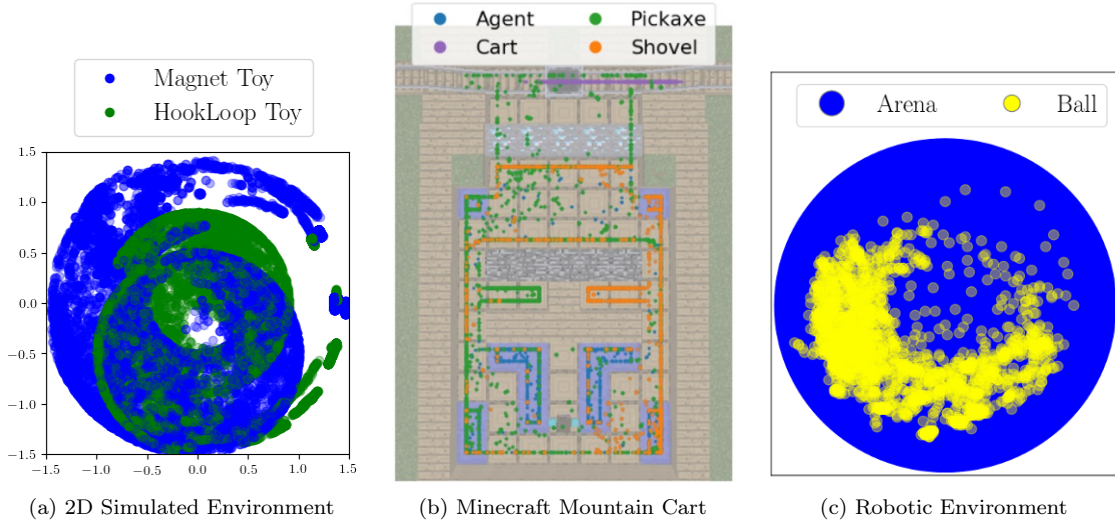 Magnet Toy
HookLoop Toy
1.5
1.0
0.5
0.0
−0.5
−1.0
−1.5
−1.5 −1.0 −0.5 0.0 0.5 1.0 1.5
(a) 2D Simulated Environment
Agent Pickaxe
Cart Shovel
(b) Minecraft Mountain Cart
Arena Ball
(c) Robotic Environment